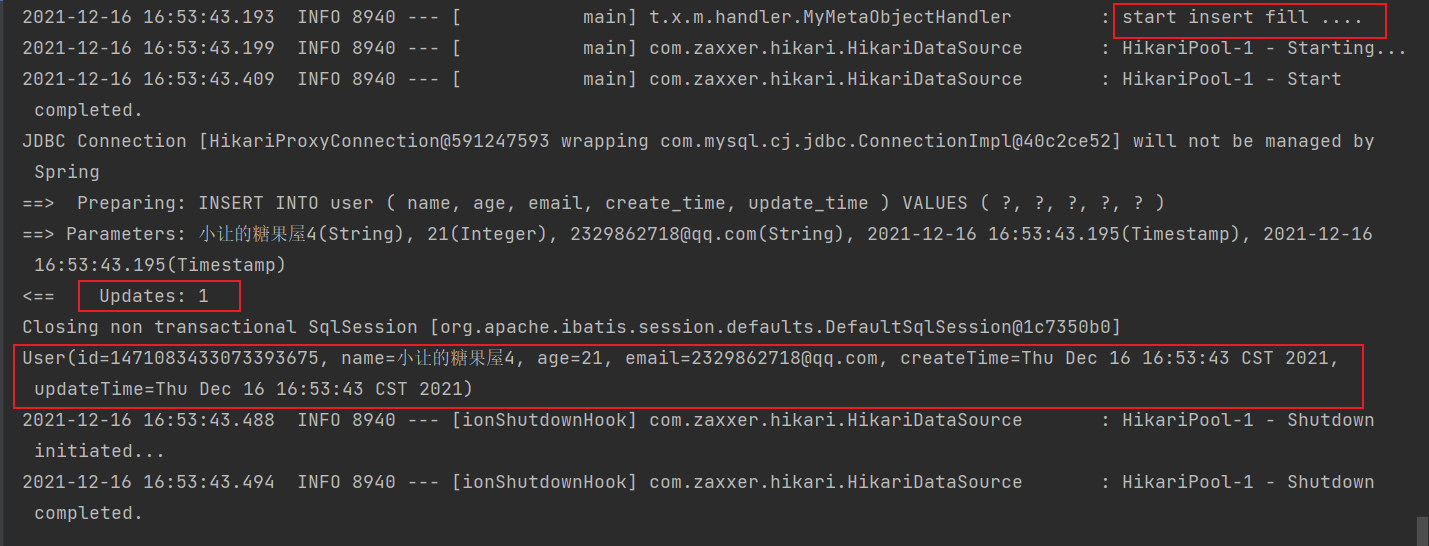 2021-12-16 16:53:43.193  INFO 8940 --- [           main] t.x.m.handler.MyMetaObjectHandler        : start insert fill ....
2021-12-16 16:53:43.199  INFO 8940 --- [           main] com.zaxxer.hikari.HikariDataSource       : HikariPool-1 - Starting...
2021-12-16 16:53:43.409  INFO 8940 --- [           main] com.zaxxer.hikari.HikariDataSource       : HikariPool-1 - Start
completed.
JDBC Connection [HikariProxyConnection@591247593 wrapping com.mysql.cj.jdbc.ConnectionImpl@40c2ce52] will not be managed by
Spring
==>  Preparing: INSERT INTO user ( name, age, email, create_time, update_time ) VALUES ( ?, ?, ?, ?, ? )
==> Parameters: 小让的糖果屋4(String), 21(Integer), 2329862718@qq.com(String), 2021-12-16 16:53:43.195(Timestamp), 2021-12-16
16:53:43.195(Timestamp)
<==    Updates: 1
Closing non transactional SqlSession [org.apache.ibatis.session.defaults.DefaultSqlSession@1c7350b0]
User(id=1471083433073393675, name=小让的糖果屋4, age=21, email=2329862718@qq.com, createTime=Thu Dec 16 16:53:43 CST 2021,
updateTime=Thu Dec 16 16:53:43 CST 2021)
2021-12-16 16:53:43.488  INFO 8940 --- [ionShutdownHook] com.zaxxer.hikari.HikariDataSource       : HikariPool-1 - Shutdown
initiated...
2021-12-16 16:53:43.494  INFO 8940 --- [ionShutdownHook] com.zaxxer.hikari.HikariDataSource       : HikariPool-1 - Shutdown
completed.